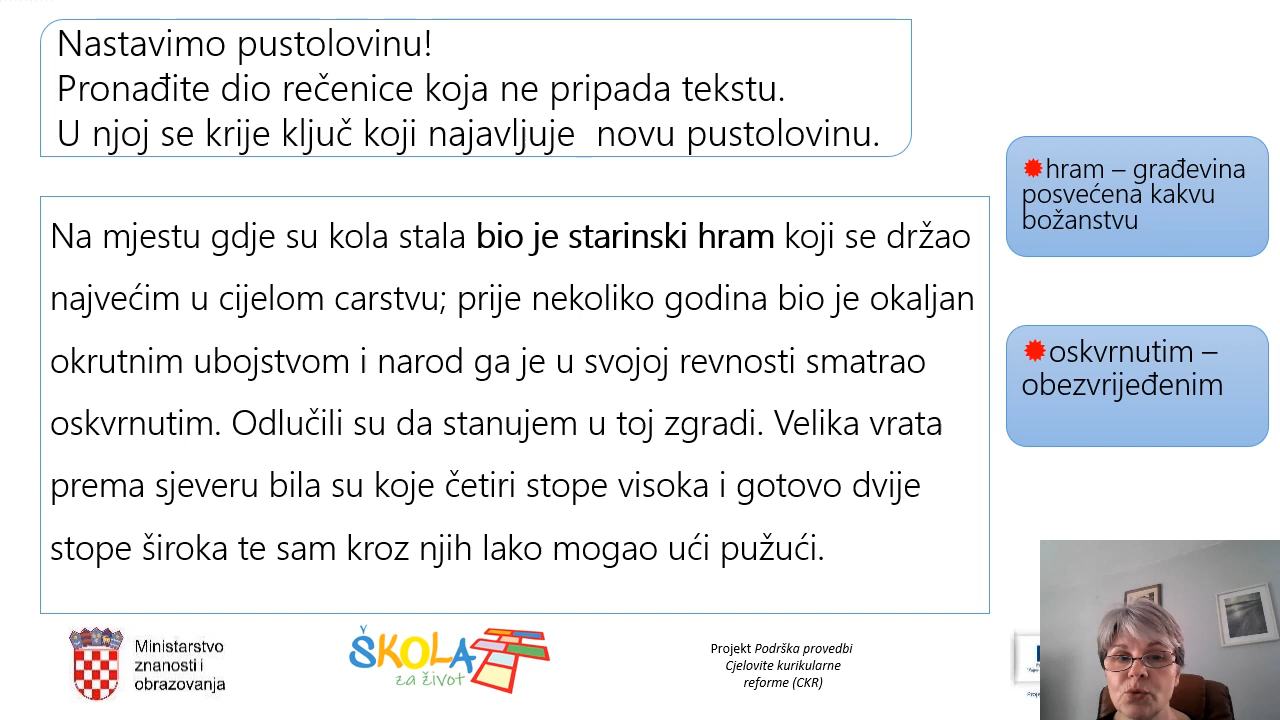 Nastavimo pustolovinu!
Pronađite dio rečenice koja ne pripada tekstu.
U njoj se krije ključ koji najavljuje novu pustolovinu.
hram – građevina
posvećena kakvu
božanstvu
Na mjestu gdje su kola stala bio je starinski hram koji se držao
najvećim u cijelom carstvu; prije nekoliko godina bio je okaljan
okrutnim ubojstvom i narod ga je u svojoj revnosti smatrao
oskvrnutim. Odlučili su da stanujem u toj zgradi. Velika vrata
prema sjeveru bila su koje četiri stope visoka i gotovo dvije
stope široka te sam kroz njih lako mogao ući pužući.
oskvrnutim –
obezvrijeđenim
Ministarstvo
znanosti i
obrazovanja
ŠKOLA
za život
Projekt Podrška provedbi
Cjelovite kurikularne
reforme (CKR)